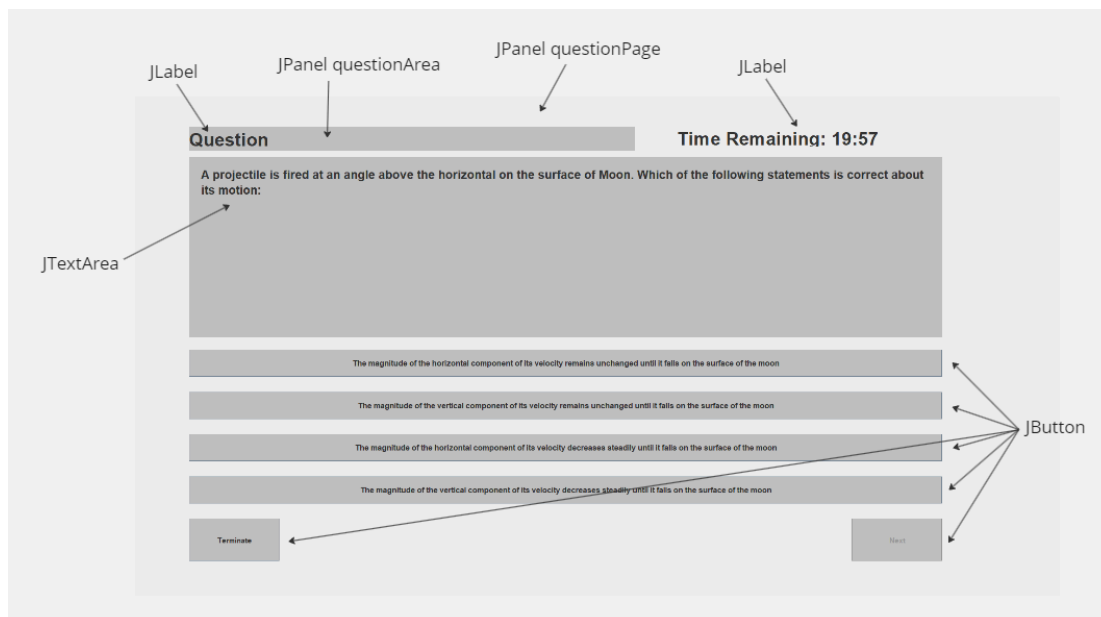 JPanel questionPage
JLabel
JPanel questionArea
JLabel
Question
Time Remaining: 19:57
A projectile is fired at an angle above the horizontal on the surface of Moon. Which of the following statements is correct about
its motion:
JTextArea
The magnitude of the horizontal component of its velocity remains unchanged until it falls on the surface of the moon
The magnitude of the vertical component of its velocity remains unchanged until it falls on the surface of the moon
JButton
The magnitude of the horizontal component of its velocity decreases steadily until it falls on the surface of the moon
The magnitude of the vertical component of its velocity decreases steadily until it falls on the surface of the moon
Terminate
Next